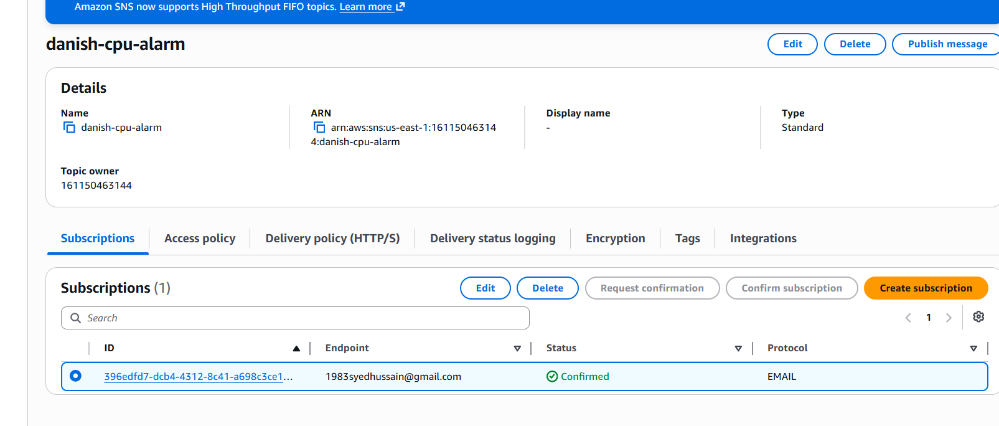 Amazon SNS now supports High Throughput FIFO topics. Learn more
danish-cpu-alarm
Edit
Delete
Publish message
Details
Name
danish-cpu-alarm
ARN
arn:aws:sns:us-east-1:16115046314
4:danish-cpu-alarm
Display name
-
Type
Standard
Topic owner
161150463144
Subscriptions
Access policy
Delivery policy (HTTP/S)
Delivery status logging
Encryption
Tags
Integrations
Subscriptions (1)
Edit
Delete
Request confirmation
Confirm subscription
Create subscription
Search
1
ID
Endpoint
Status
Protocol
396edfd7-dcb4-4312-8c41-a698c3ce1...
1983syedhussain@gmail.com
Confirmed
EMAIL